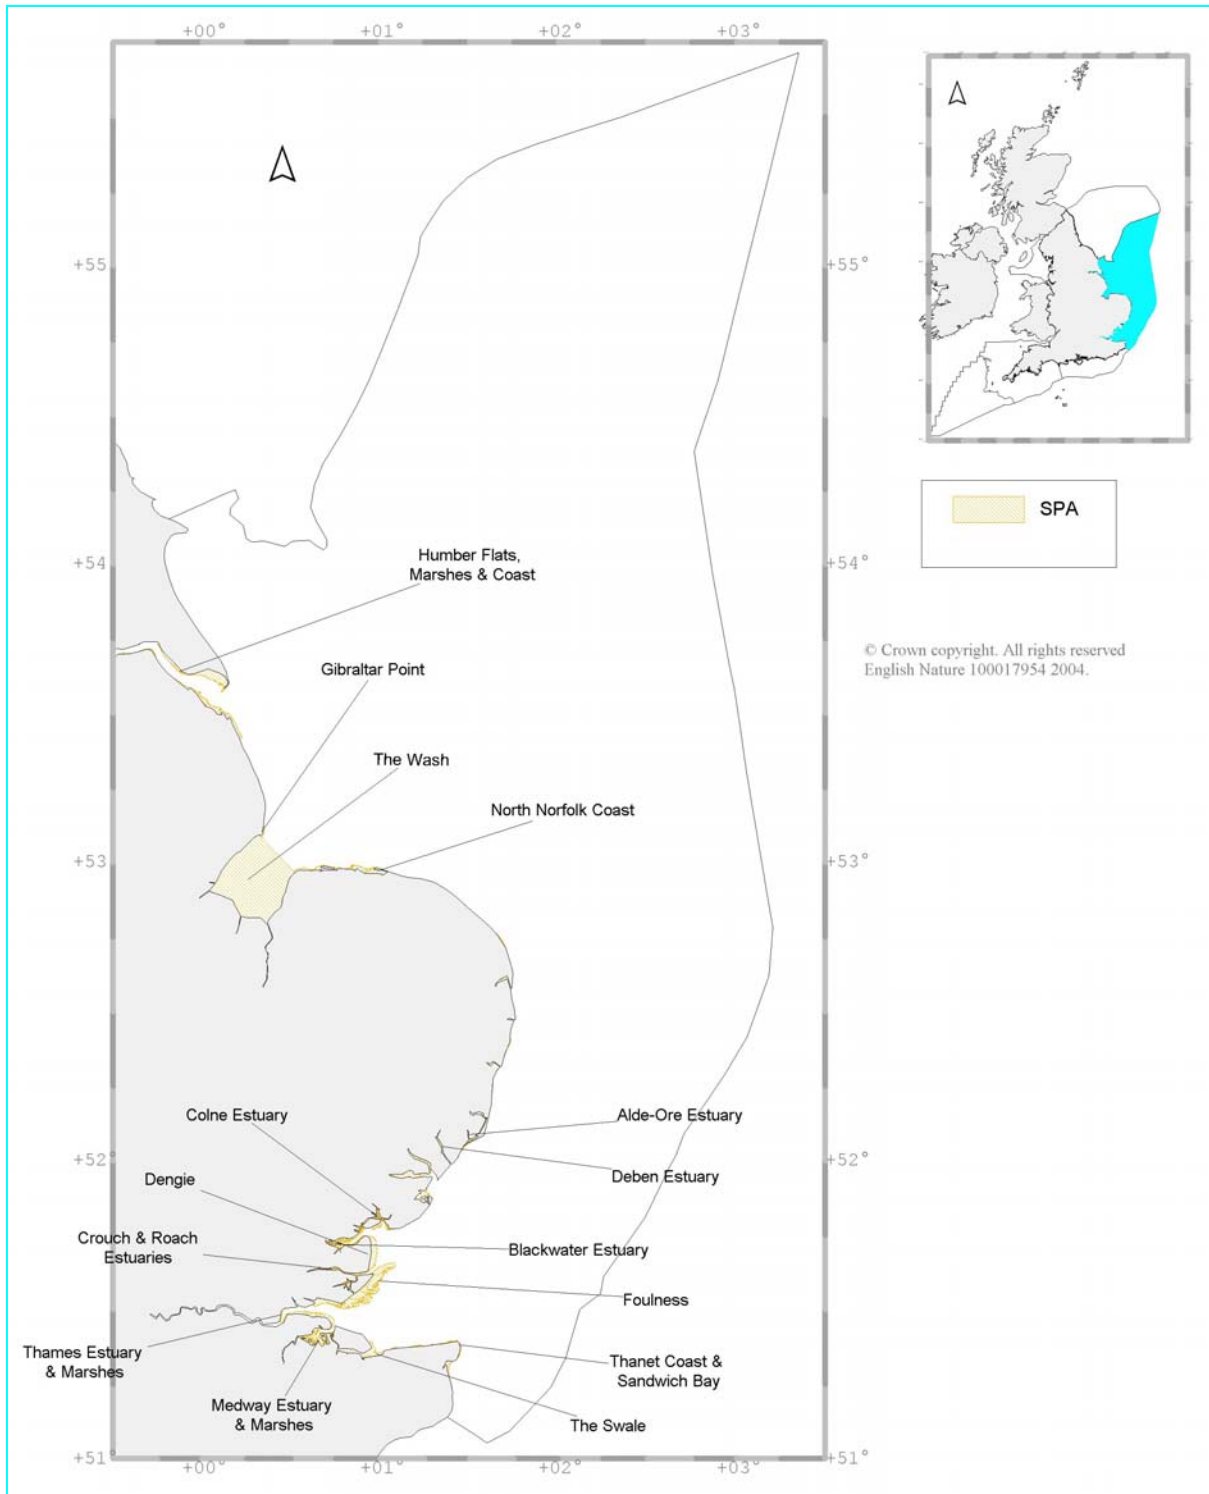 +00° +01° +02° +03°
+55° +55°
SPA
Humber Flats,
Marshes & Coast
+54° +54°
© Crown copyright. All rights reserved
English Nature 100017954 2004.
Gibraltar Point
The Wash
North Norfolk Coast
+53° +53°
Colne Estuary
Alde-Ore Estuary
+52° +52°
Deben Estuary
Dengie
Crouch & Roach
Estuaries
Blackwater Estuary
Foulness
Thames Estuary
& Marshes
Thanet Coast &
Sandwich Bay
Medway Estuary
& Marshes
The Swale
+51° +51°
+00° +01° +02° +03°